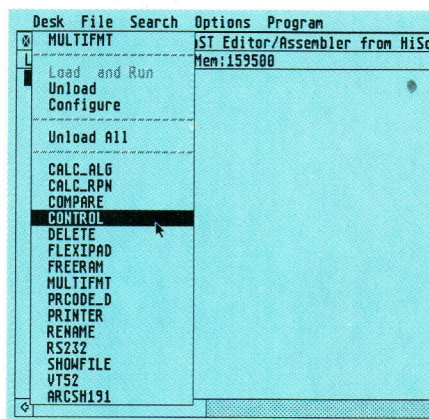 Desk File Search Options Program
MULTIFMT
ST Editor/Assembler from HiSo
Mem:159500
Load and Run
Unload
Configure
Unload All
CALC_ALG
CALC_RPN
COMPARE
CONTROL
DELETE
FLEXIPAD
FREERAM
MULTIFMT
PRCODE_D
PRINTER
RENAME
RS232
SHOWFILE
VT52
ARCSH191